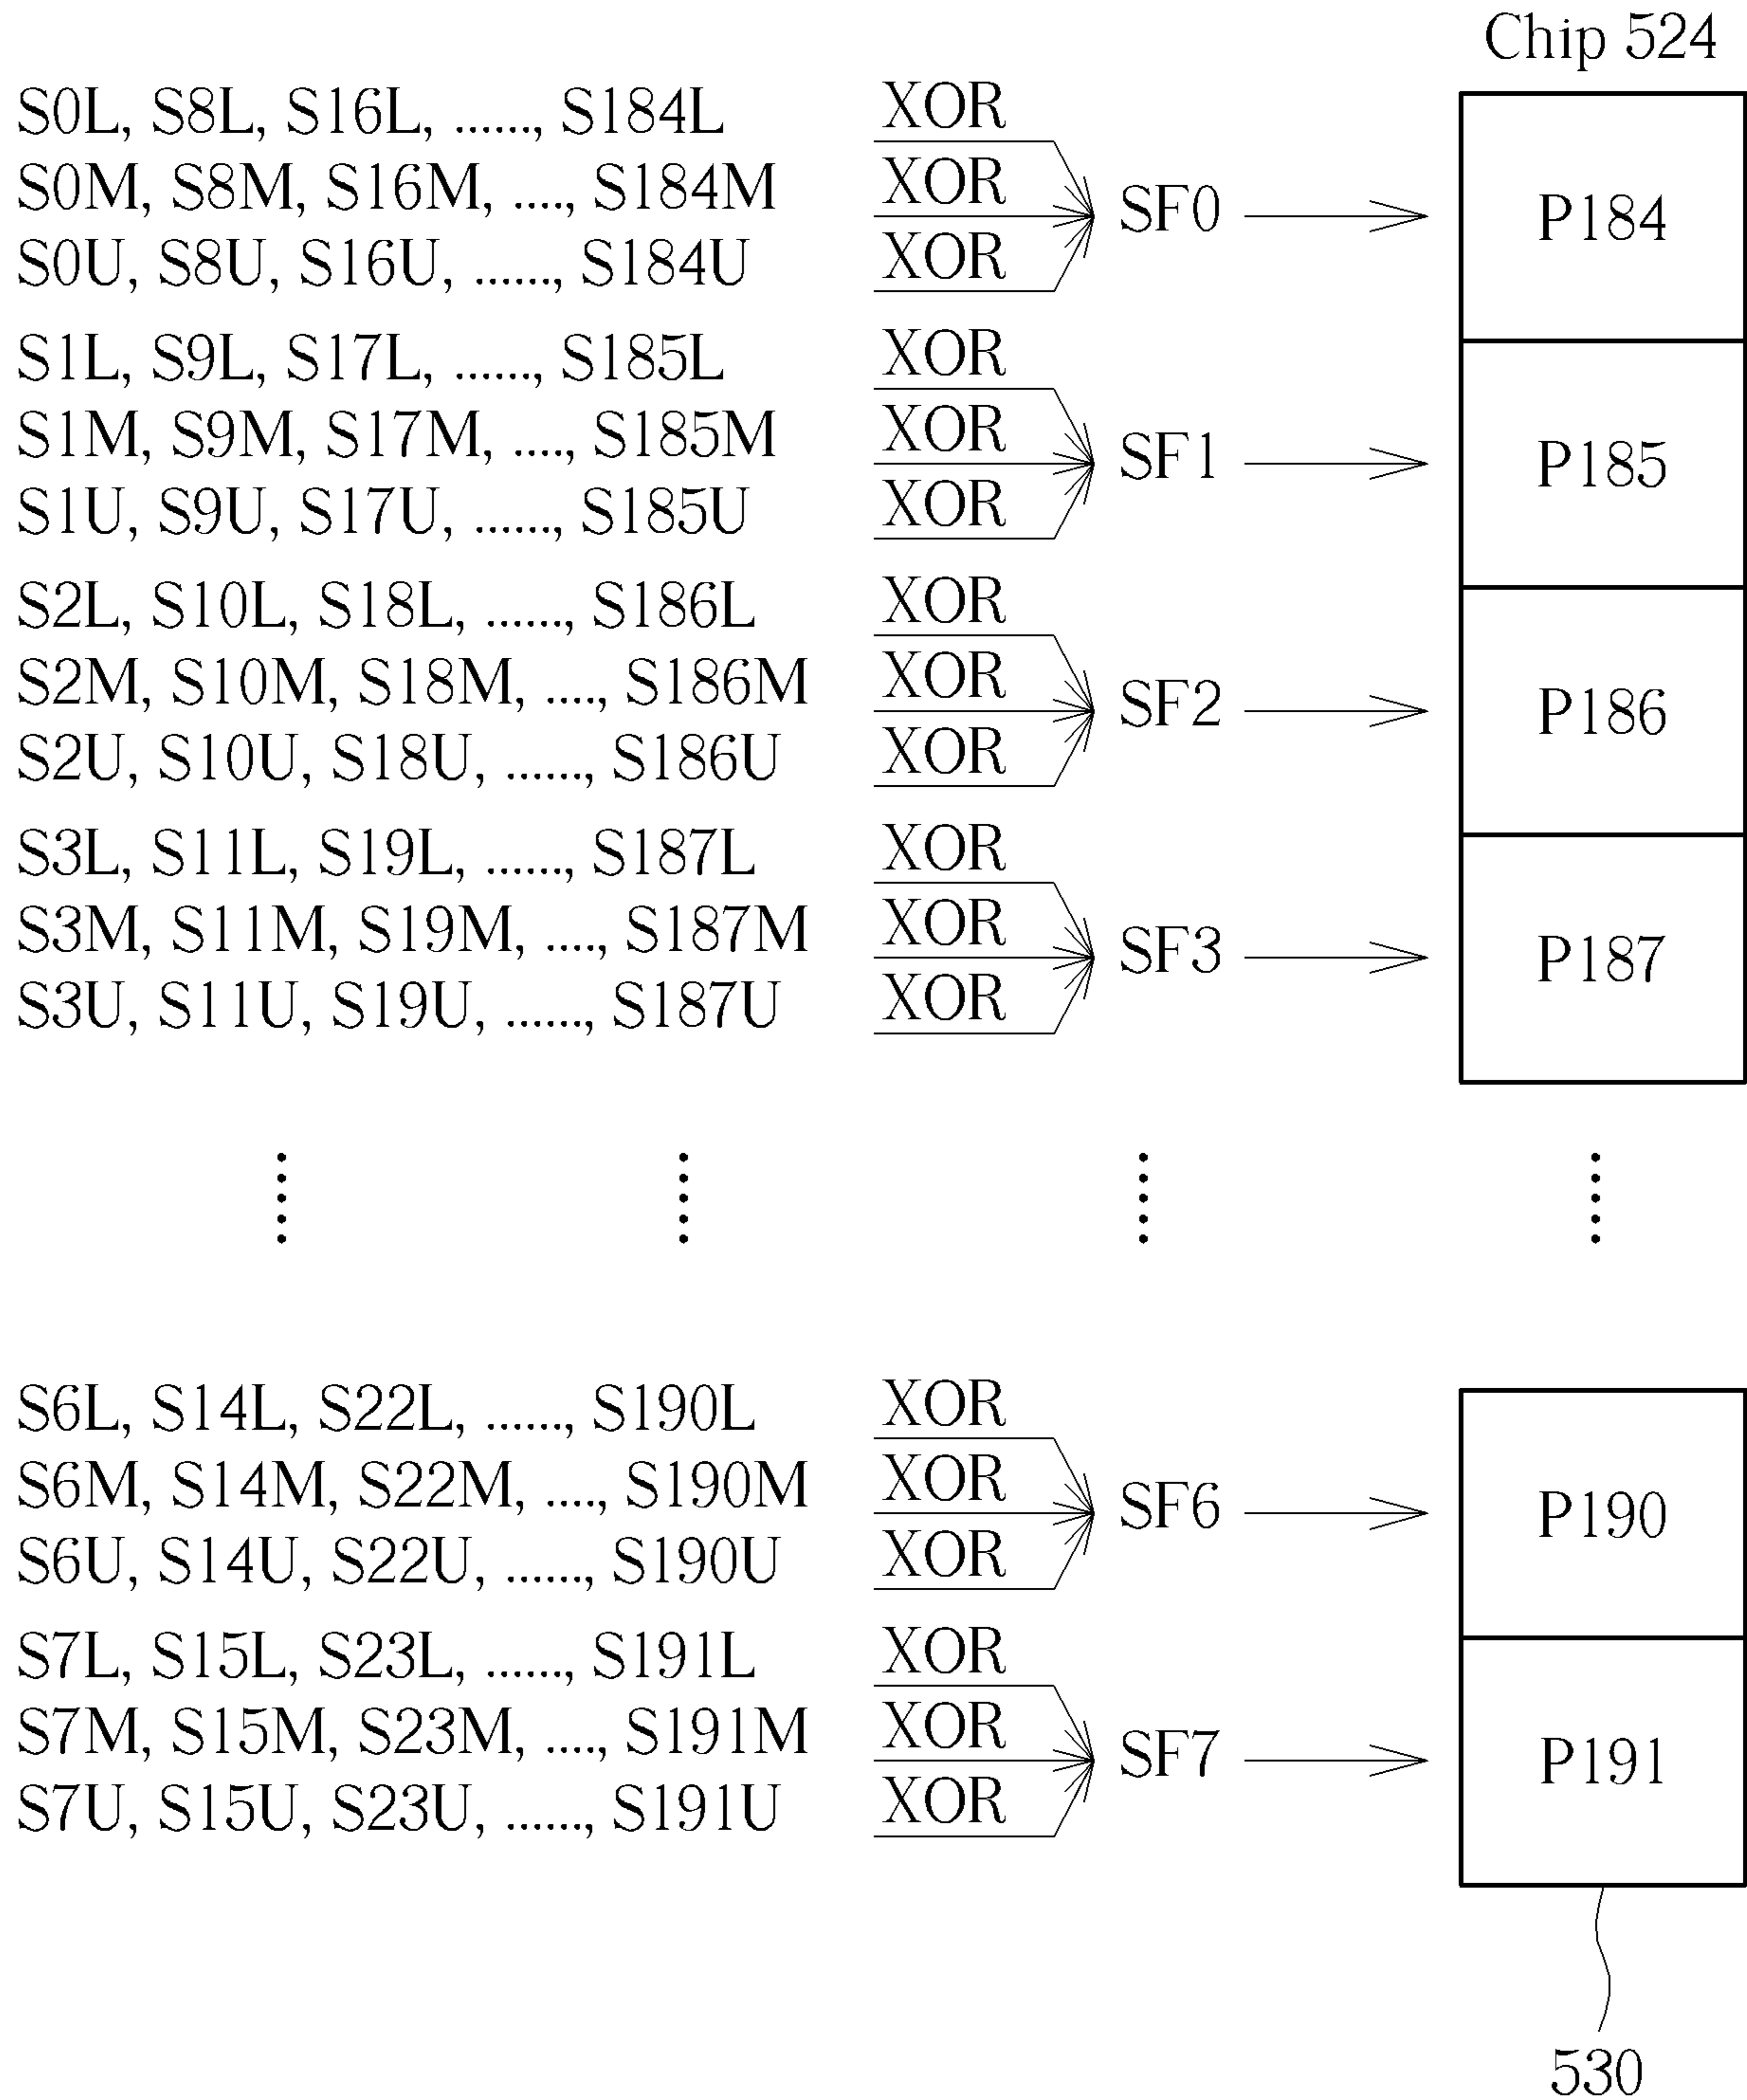 Chip 524
S0L, S8L, S16L, ......, S184L XOR
S0M, S8M, S16M, ...., S184M XOR SF0 P184
S0U, S8U, S16U, ......, S184U XOR
S1L, S9L, S17L, ......, S185L XOR
S1M, S9M, S17M, ...., S185M XOR SF1 P185
S1U, S9U, S17U, ......, S185U XOR
S2L, S10L, S18L, ......, S186L XOR
S2M, S10M, S18M, ...., S186M XOR SF2 P186
S2U, S10U, S18U, ......, S186U XOR
S3L, S11L, S19L, ......, S187L XOR
S3M, S11M, S19M, ...., S187M XOR SF3 P187
S3U, S11U, S19U, ......, S187U XOR
S6L, S14L, S22L, ......, S190L XOR
S6M, S14M, S22M, ...., S190M XOR SF6 P190
S6U, S14U, S22U, ......, S190U XOR
S7L, S15L, S23L, ......, S191L XOR
S7M, S15M, S23M, ...., S191M XOR SF7 P191
S7U, S15U, S23U, ......, S191U XOR
530